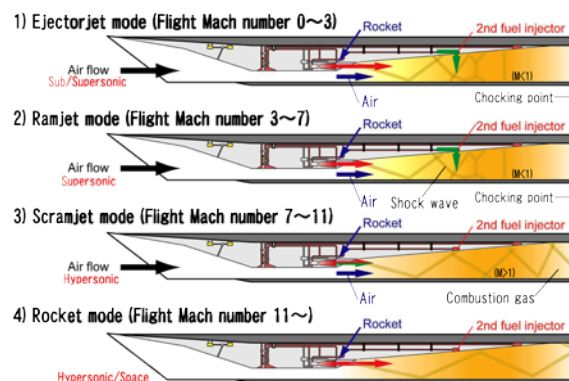 1) Ejectorjet mode (Flight Mach number 0～3)
Rocket
2nd fuel injector
Air flow
Sub/Supersonic
(M<1)
Air
Chocking point
2) Ramjet mode (Flight Mach number 3～7)
Rocket
2nd fuel injector
Air flow
Supersonic
(M<1)
Air
Shock wave
Chocking point
3) Scramjet mode (Flight Mach number 7～11)
Rocket
2nd fuel injector
Air flow
Hypersonic
(M>1)
Air
Combustion gas
4) Rocket mode (Flight Mach number 11～)
Rocket
2nd fuel injector
Hypersonic/Space